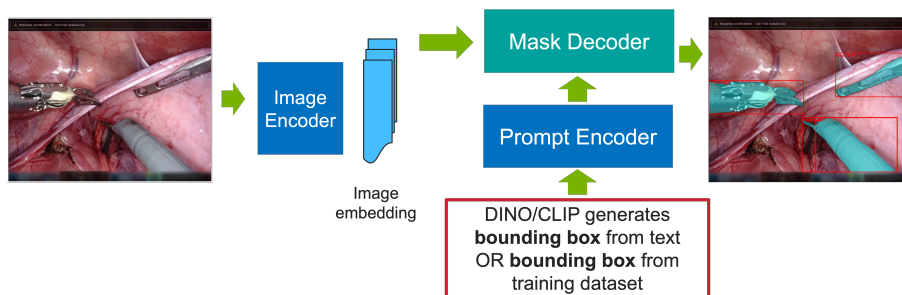 Image
Encoder
Image
embedding
Mask Decoder
Prompt Encoder
DINO/CLIP generates
bounding box from text
OR bounding box from
training dataset